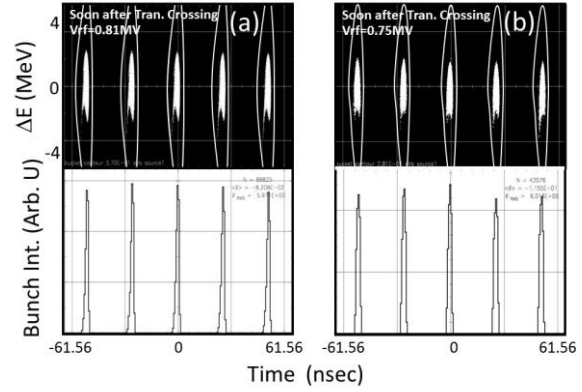 Soon after Tran. Crossing
(a)
Vrf=0.81MV
Soon after Tran. Crossing
(b)
Vrf=0.75MV
ΔE (MeV)
4
0
-4
Bunch Int. (Arb. U)
-61.56
0
61.56
-61.56
0
61.56
Time (nsec)